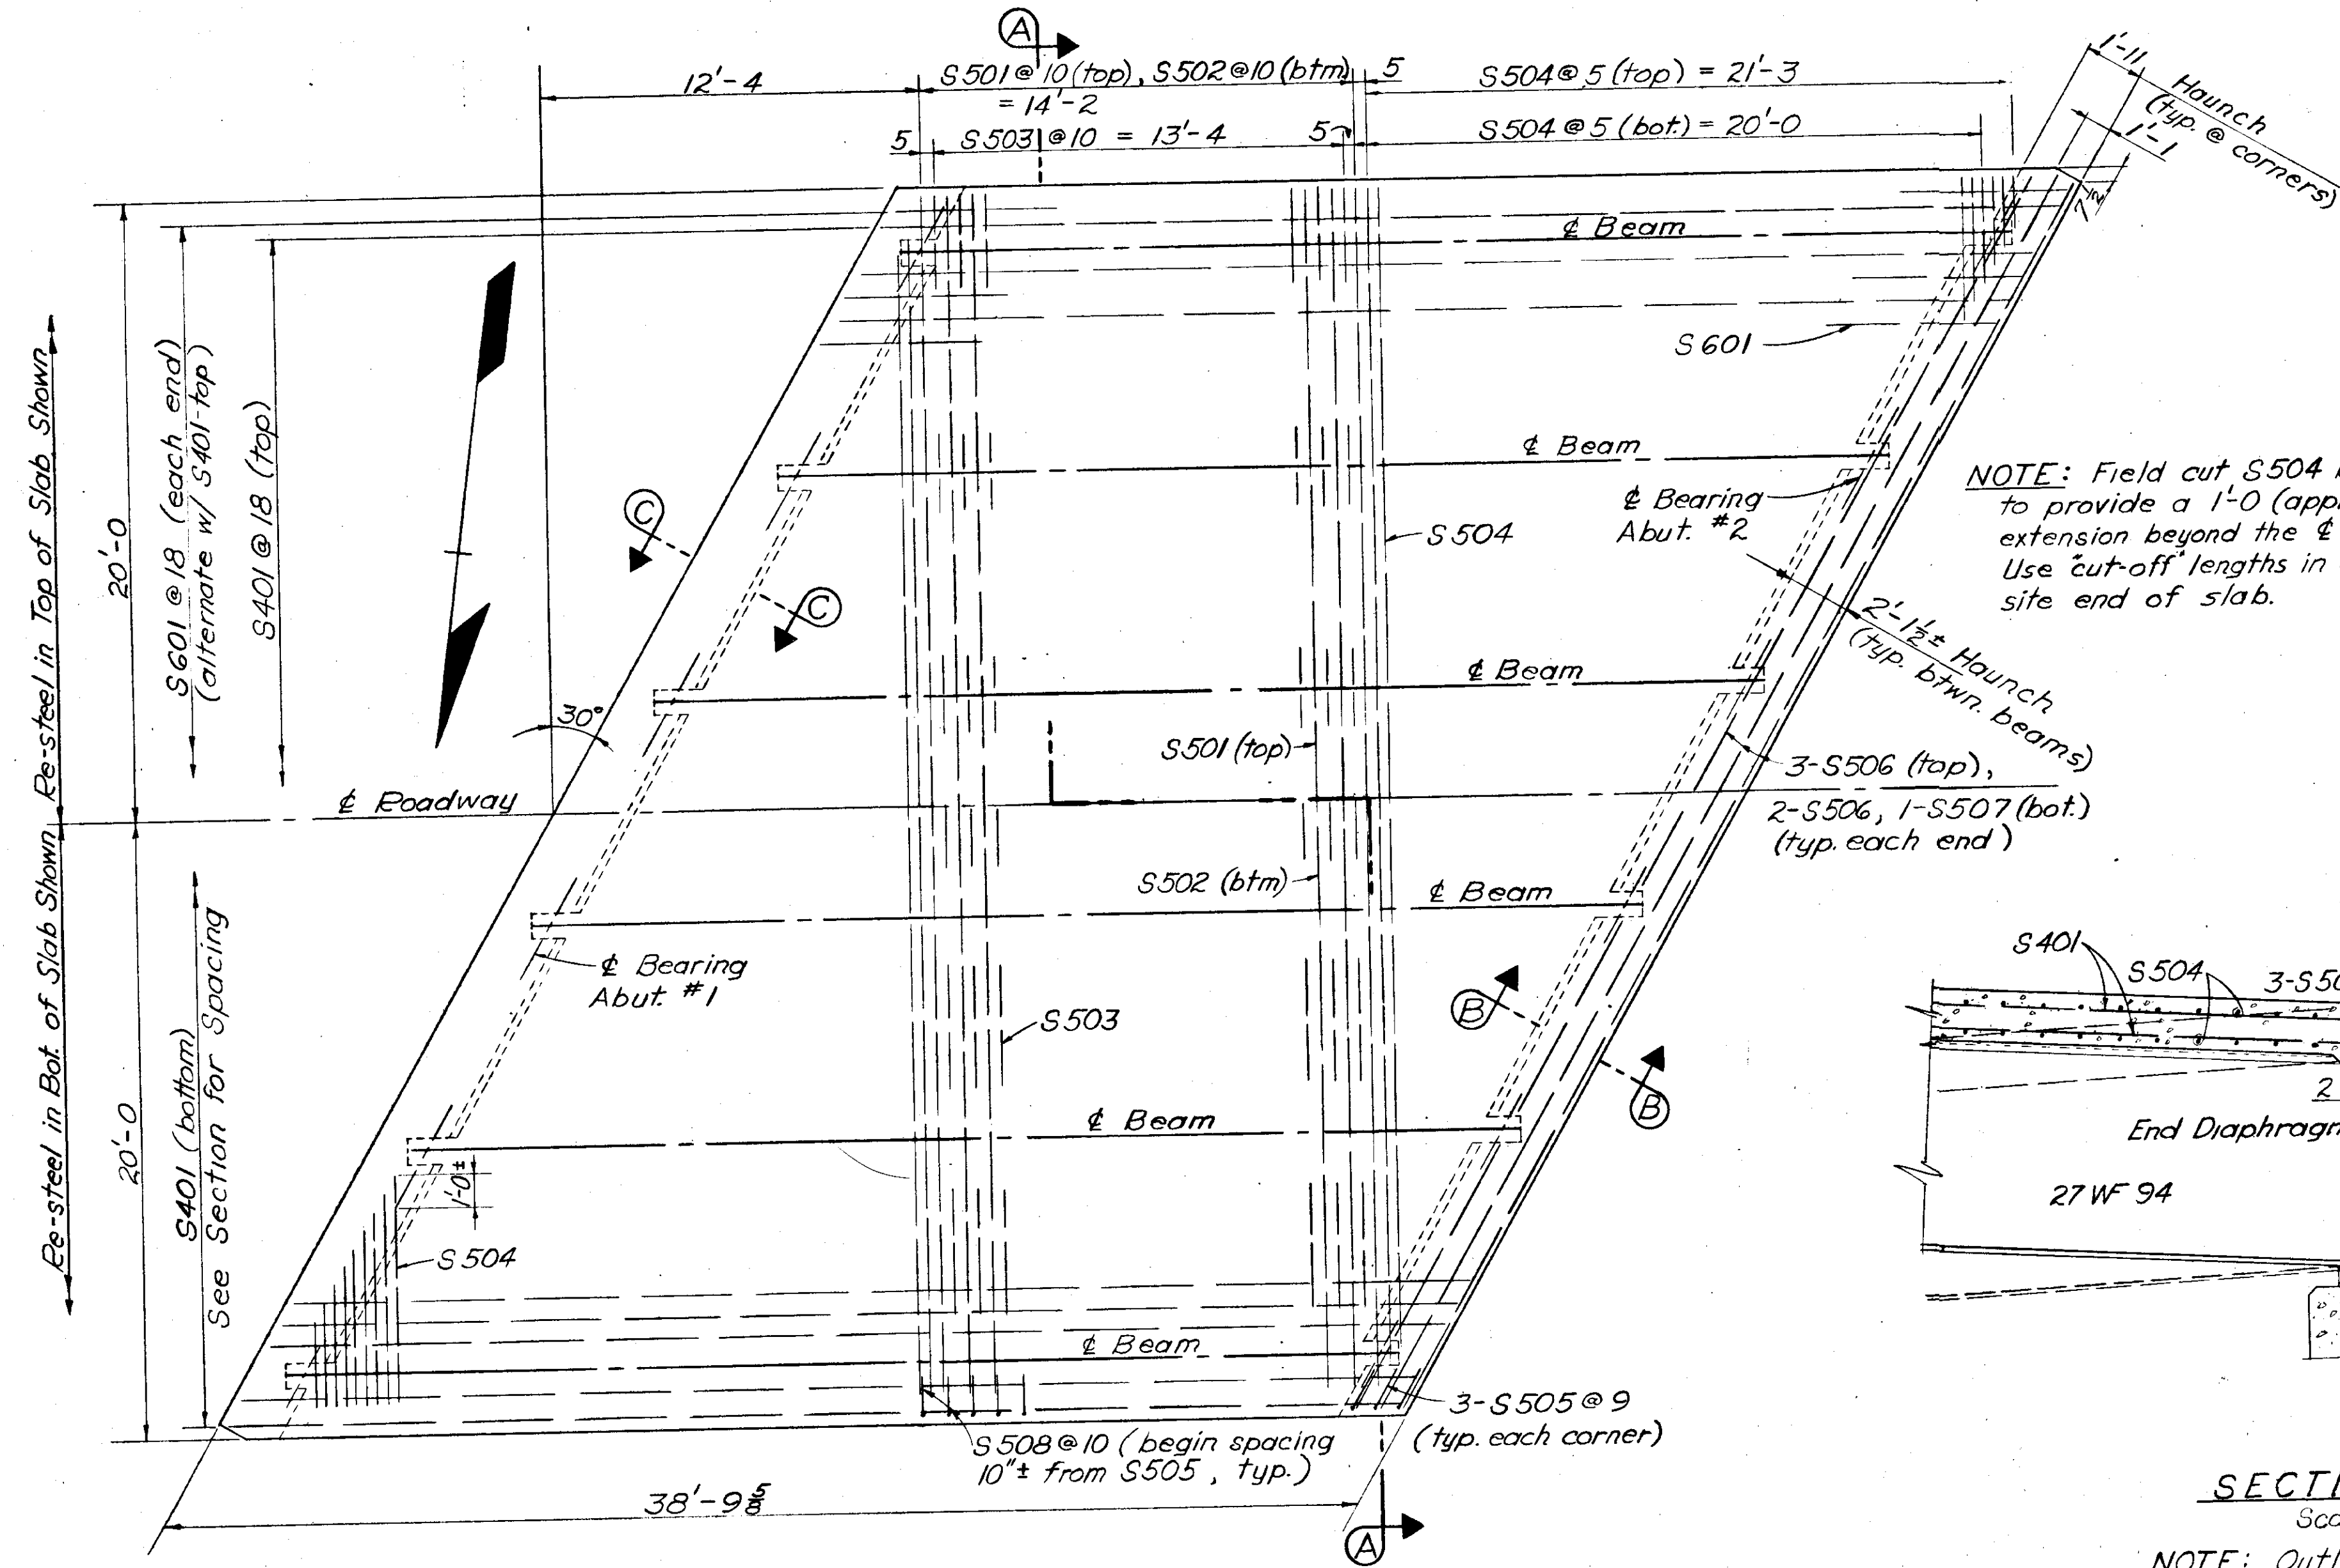 A
12'-4
S501@10 (top), S502@10 (btm)
= 14'-2
5
S504@5 (top) = 21'-3
5
S503@10 = 13'-4
5
S504@5 (bot.) = 20'-0
1'-11
Haunch
(typ. @ corners)
1'-1
7½
℄ Beam
S601
Re-steel in Top of Slab Shown
20'-0
S601@18 (each end)
(alternate w/ S401-top)
S401@18 (top)
℄ Beam
℄ Bearing
Abut. #2
NOTE: Field cut S504
to provide a 1'-0
extension beyond the ℄
Use "cut-off" lengths in
site end of slab.
C
S504
C
2'-1½± Haunch
(typ. btwn. beams)
℄ Beam
30°
S501 (top)
3-S506 (top),
℄ Roadway
2-S506, 1-S507 (bot.)
(typ. each end)
S502 (btm)
℄ Beam
Re-steel in Bot. of Slab Shown
20'-0
S401 (bottom)
See Section for Spacing
℄ Bearing
Abut. #1
S503
B
B
S401
S504
℄ Beam
2
End
27 WF 94
1'-0±
S504
℄ Beam
3-S505@9
(typ. each corner)
S508@10 (begin spacing
10"± from S505, typ.)
38'-9⅝
A
NOTE: